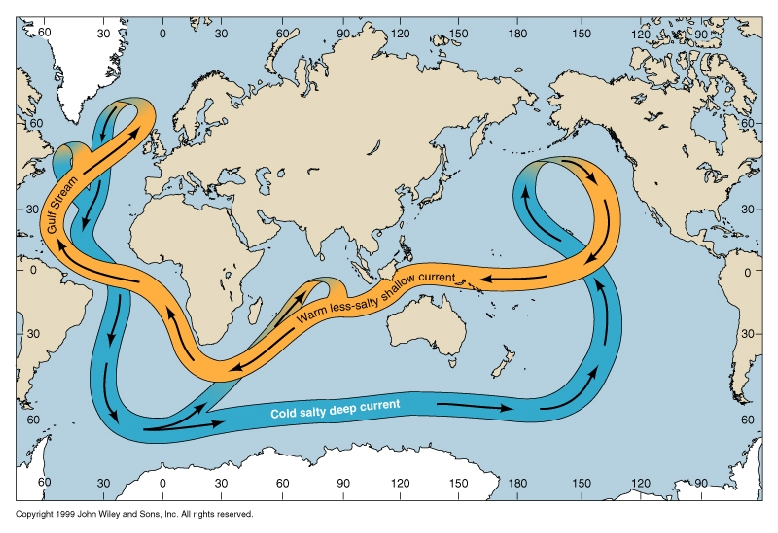 60 30 0 30 60 90 120 150 180 150 120 90
60 60
Gulf Stream
30 30
0 0
Warm less-salty shallow current
30 30
Cold salty deep current
60 60
60 30 0 30 60 90 120 150 180 150 120 90
Copyright 1999 John Wiley and Sons, Inc. All rights reserved.